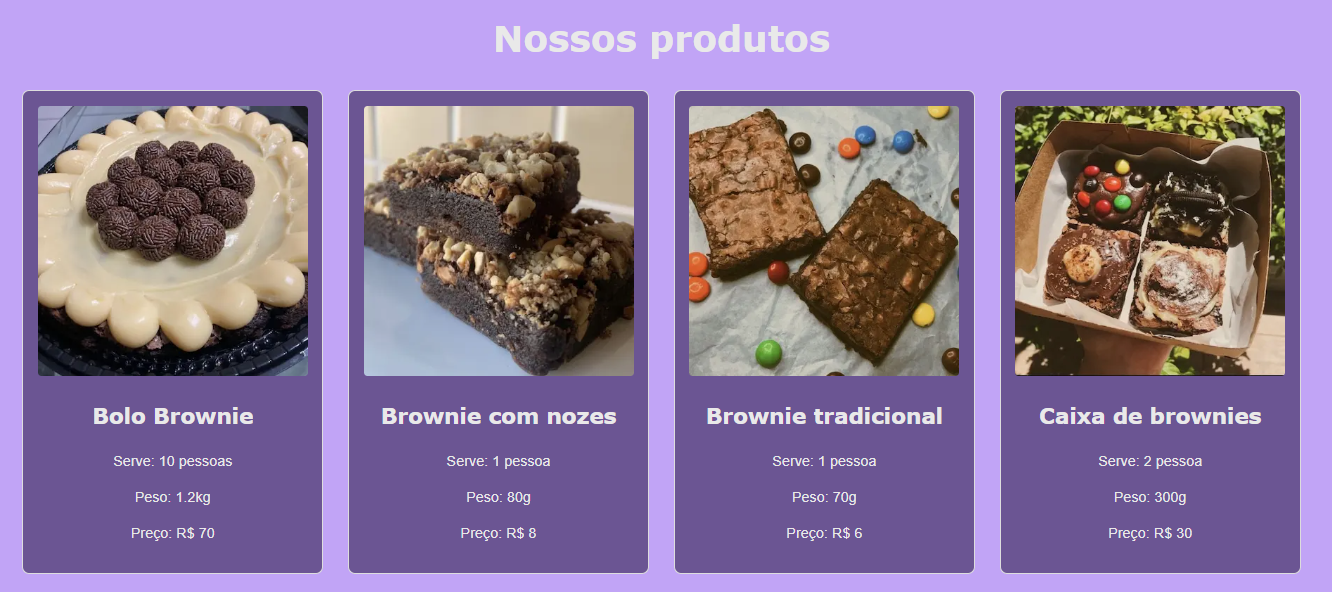 Nossos produtos
Bolo Brownie
Serve: 10 pessoas
Peso: 1.2kg
Preço: R$ 70
Brownie com nozes
Serve: 1 pessoa
Peso: 80g
Preço: R$ 8
Brownie tradicional
Serve: 1 pessoa
Peso: 70g
Preço: R$ 6
Caixa de brownies
Serve: 2 pessoa
Peso: 300g
Preço: R$ 30